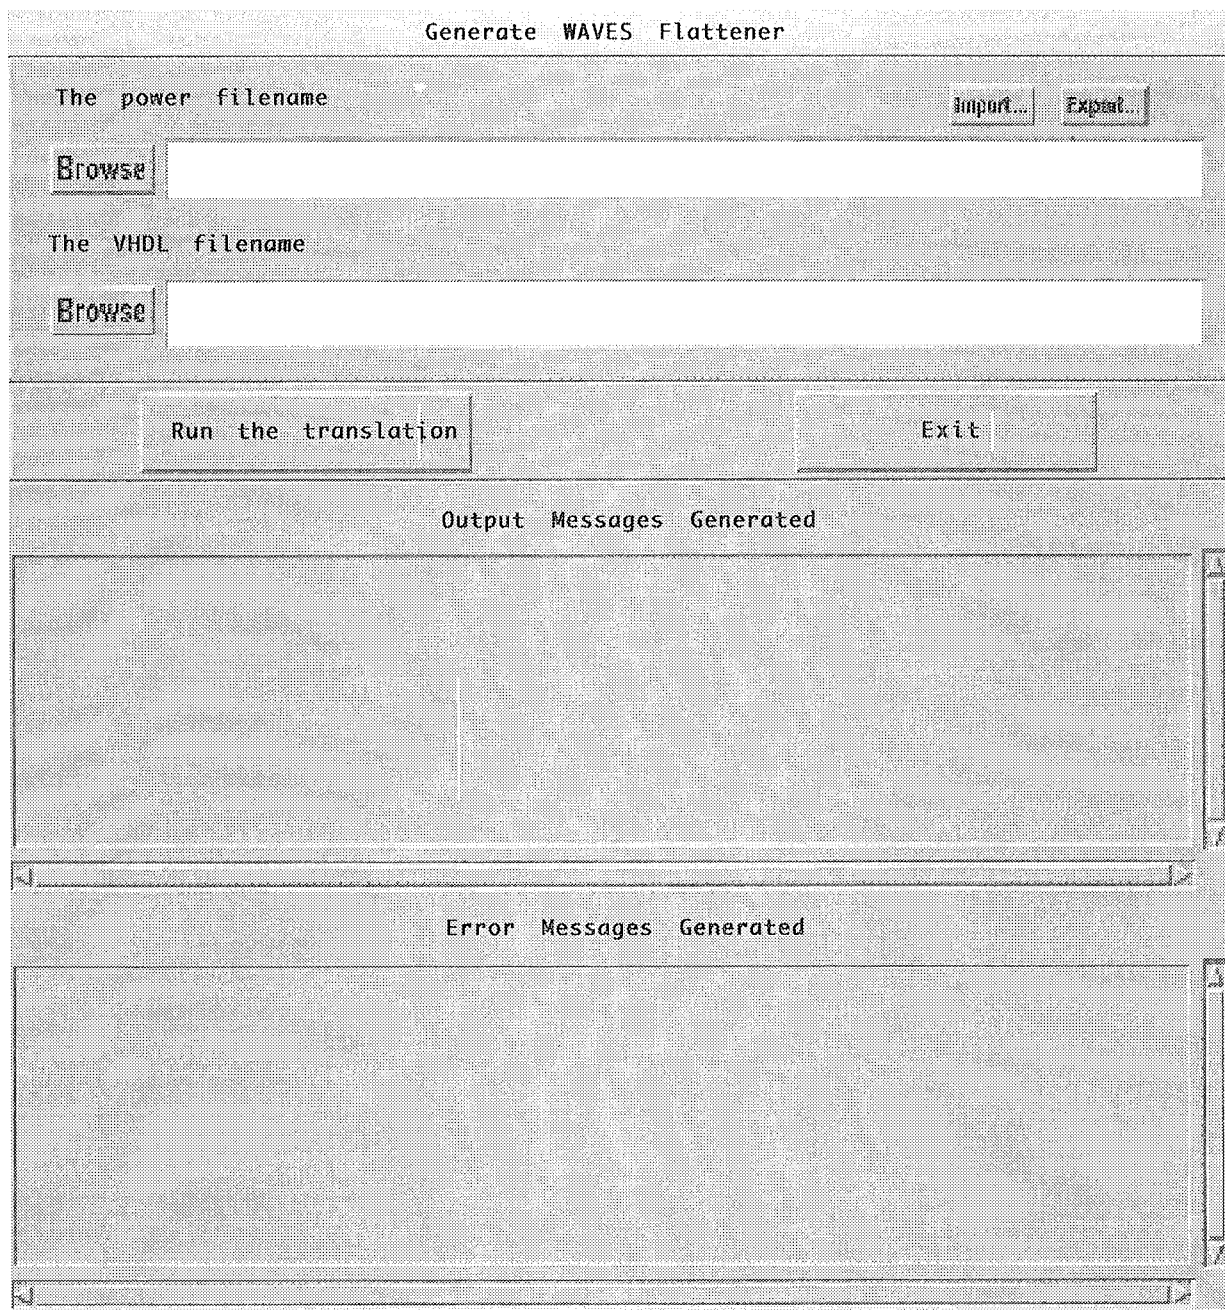 Generate WAVES Flattener
The power filename
Import... Export...
Browse
The VHDL filename
Browse
Run the translation Exit
Output Messages Generated
Error Messages Generated